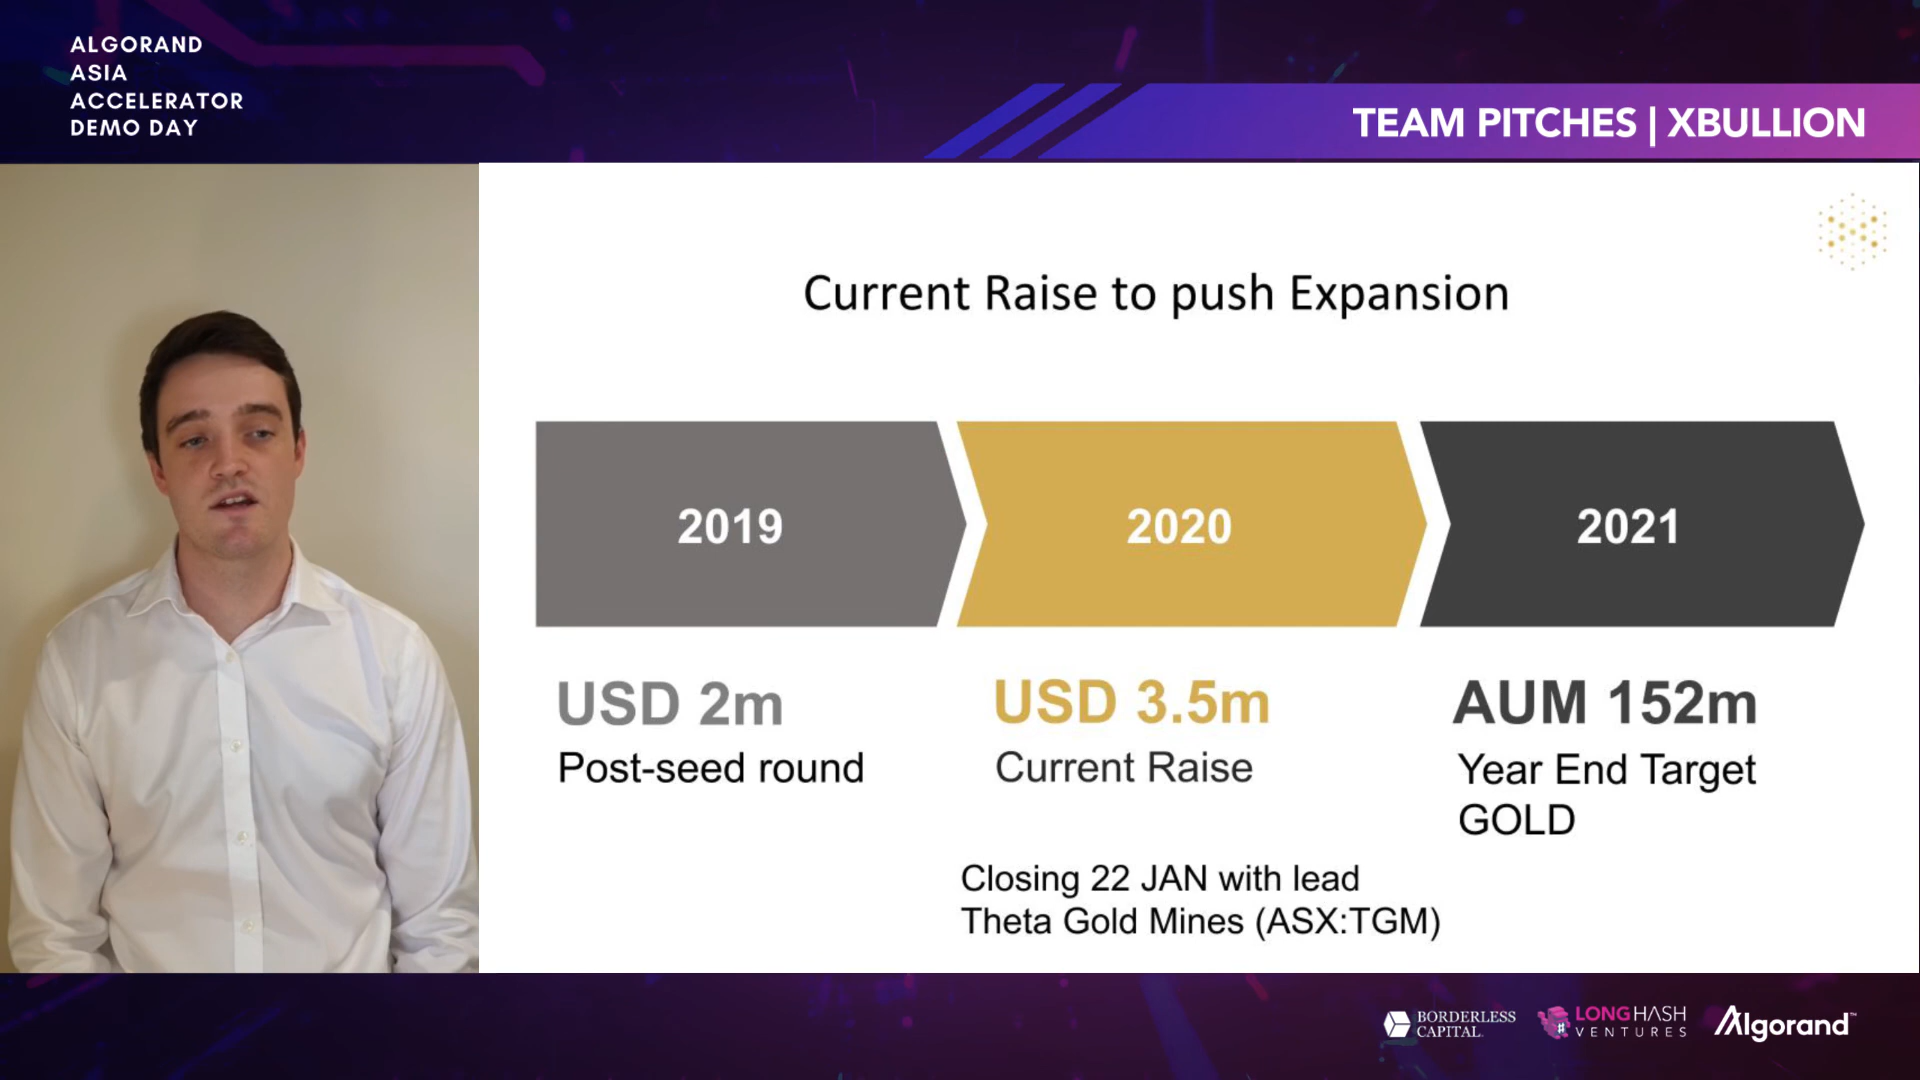 ALGORAND
ASIA
ACCELERATOR
DEMO DAY
TEAM PITCHES | XBULLION
Current Raise to push Expansion
2019
2020
2021
USD 2m
Post-seed round
USD 3.5m
Current Raise
AUM 152m
Year End Target
GOLD
Closing 22 JAN with lead
Theta Gold Mines (ASX:TGM)
BORDERLESS
CAPITAL
LONGHASH
VENTURES
Algorand™